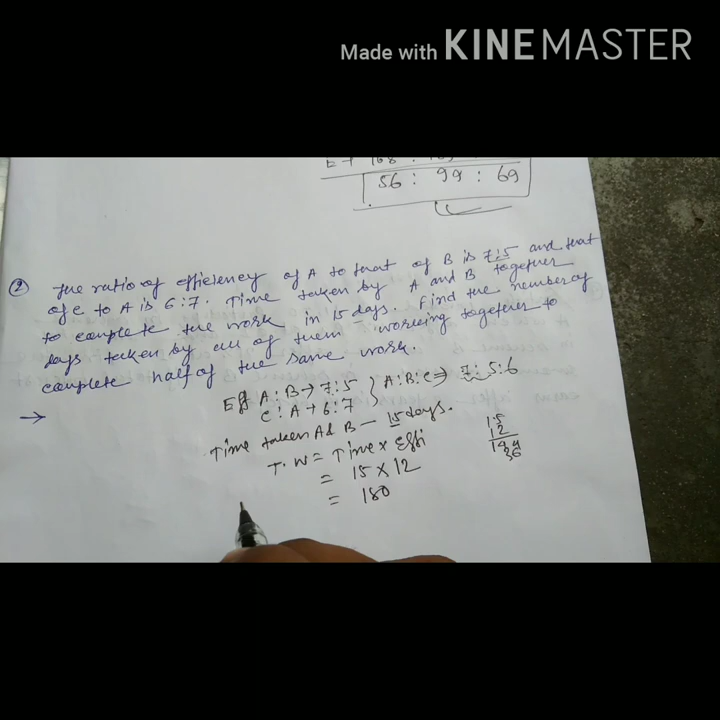 Made with KINEMASTER
56 : 99 : 69
② The ratio of efficiency of A to that of B is 7:5 and that
of C to A is 6:7. Time taken by A and B together
to complete the work in 15 days. Find the number of
days taken by all of them working together to
complete half of the same work.
→ Eff A : B → 7 : 5 } A : B : C ⇒ 7 : 5 : 6
C : A → 6 : 7
Time taken A & B — 15 days.
T. W = Time × Effi
= 15 × 12
= 180
15
12